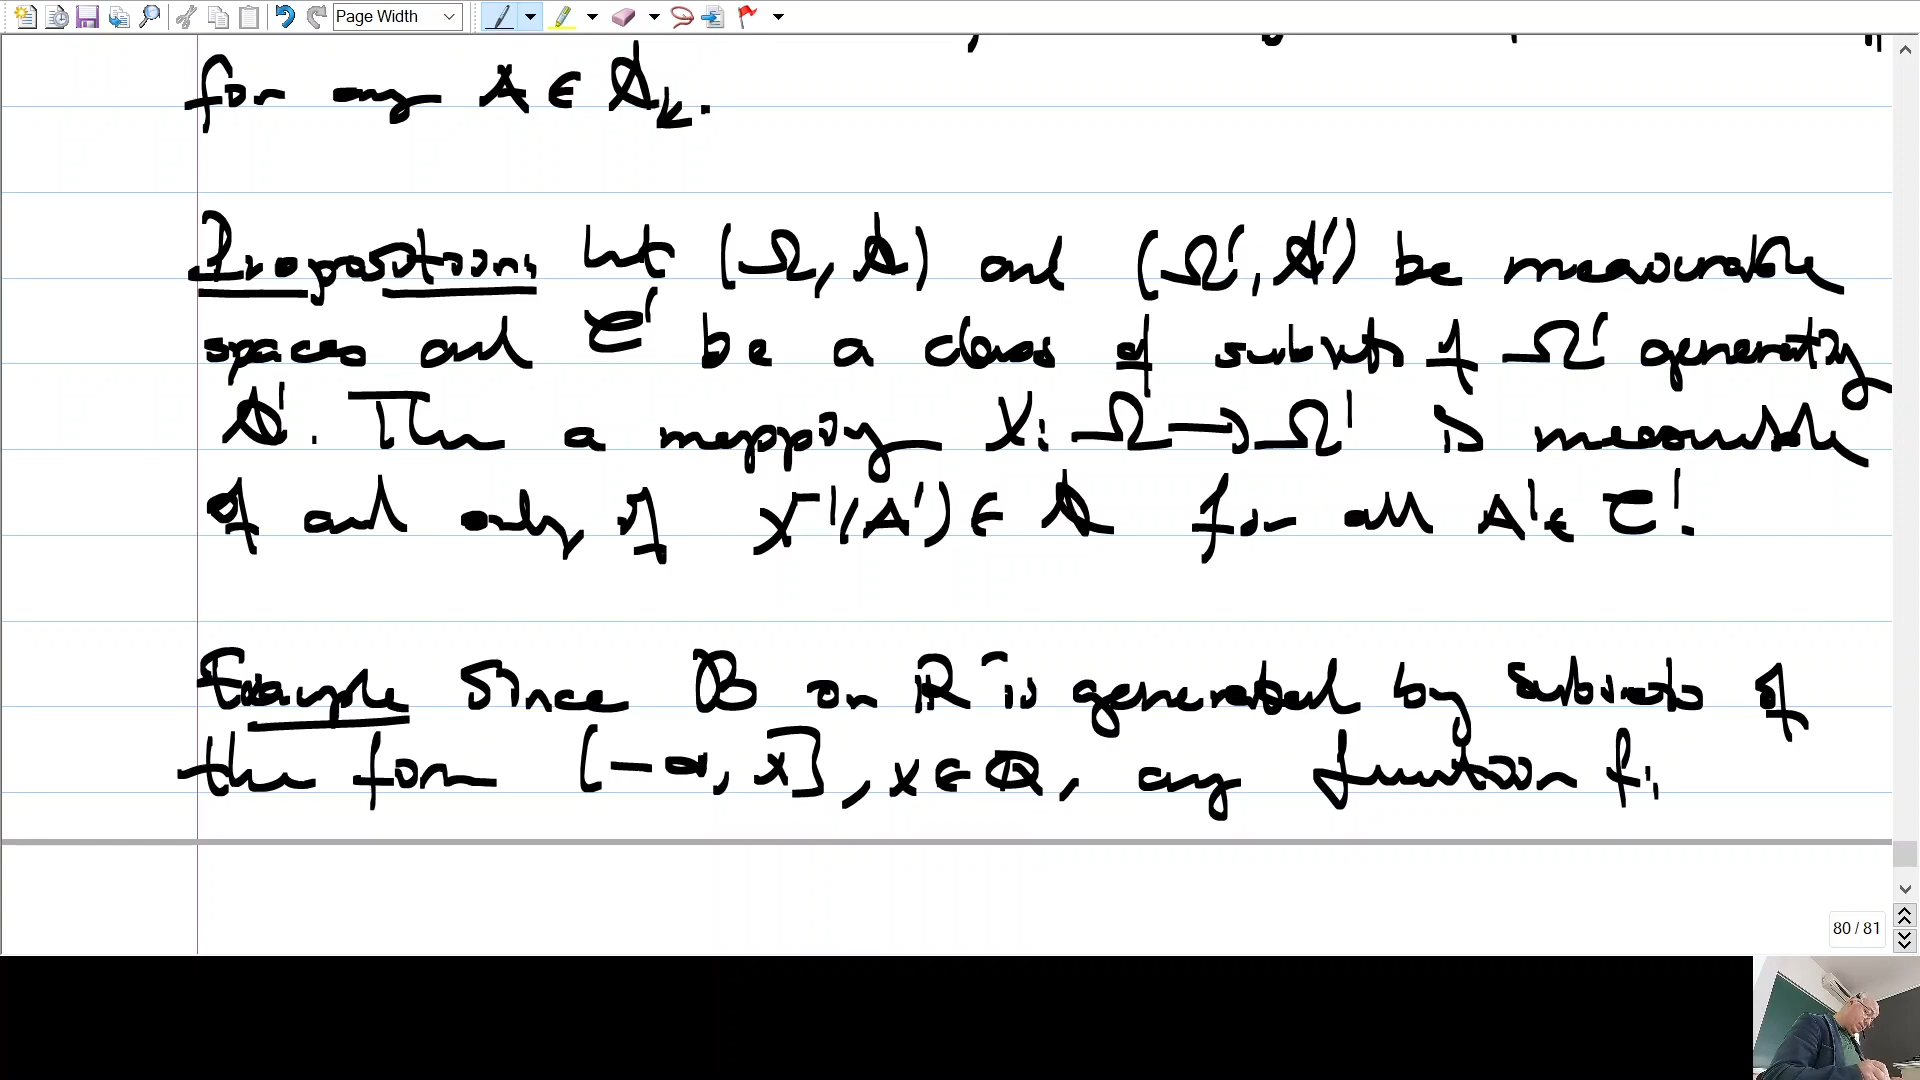 Page Width
for any A ∈ 𝒜ₖ.
Proposition: Let (Ω, 𝒜) and (Ω', 𝒜') be measurable
spaces and 𝒞' be a class of subsets of Ω' generating
𝒜'. Then a mapping X: Ω → Ω' is measurable
if and only if X⁻¹(A') ∈ 𝒜 for all A' ∈ 𝒞'.
Example Since ℬ on ℝ is generated by subsets of
the form (-∞, x], x ∈ ℚ, any function f:
80 / 81